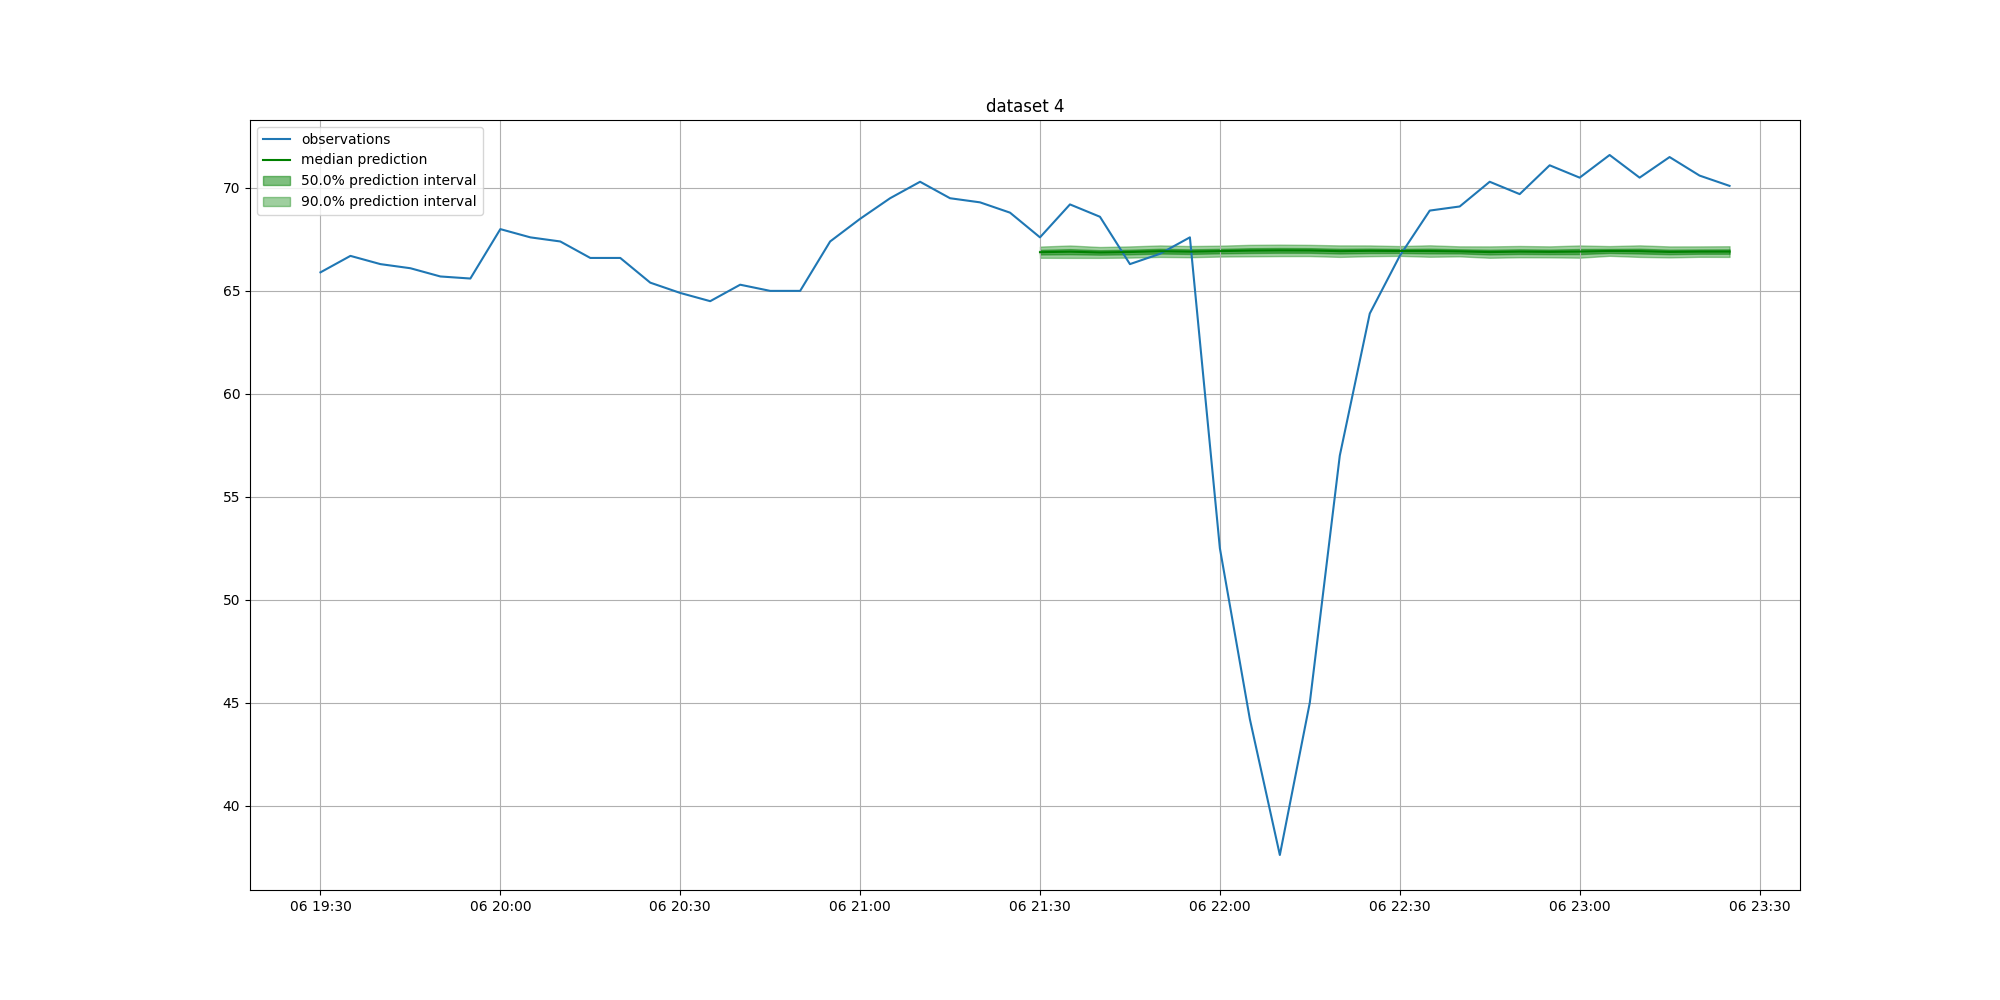 dataset 4
observations
median prediction
50.0% prediction interval
90.0% prediction interval
70
65
60
55
50
45
40
06 19:30 06 20:00 06 20:30 06 21:00 06 21:30 06 22:00 06 22:30 06 23:00 06 23:30